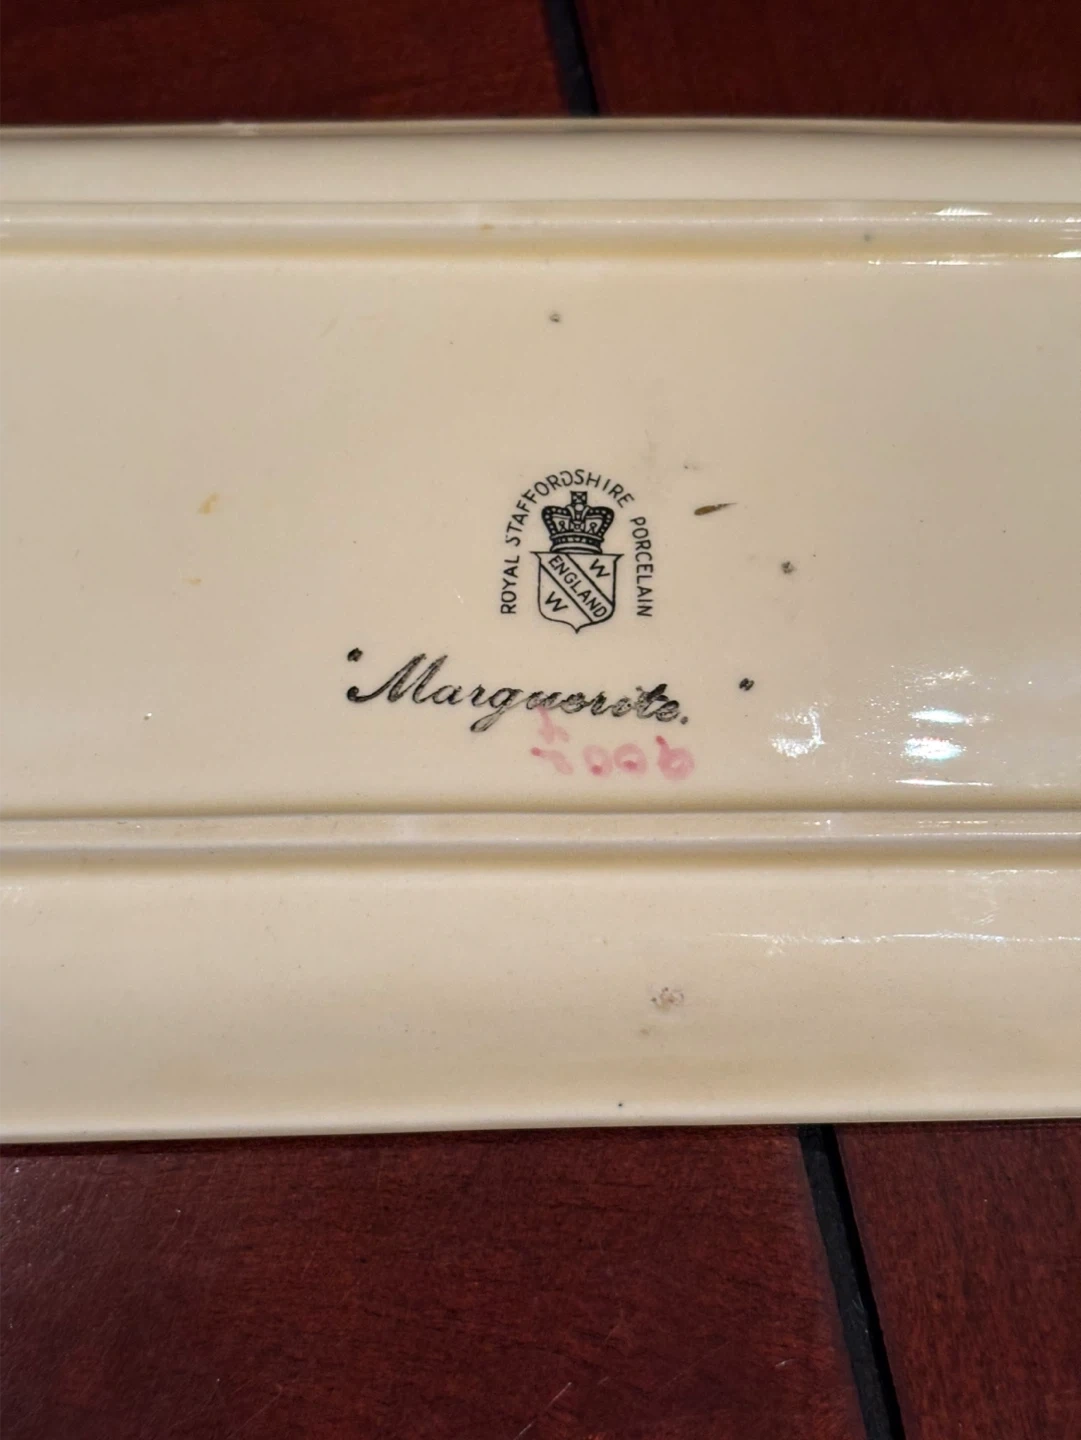 ROYAL STAFFORDSHIRE PORCELAIN
W
ENGLAND
W
"Marguerite."